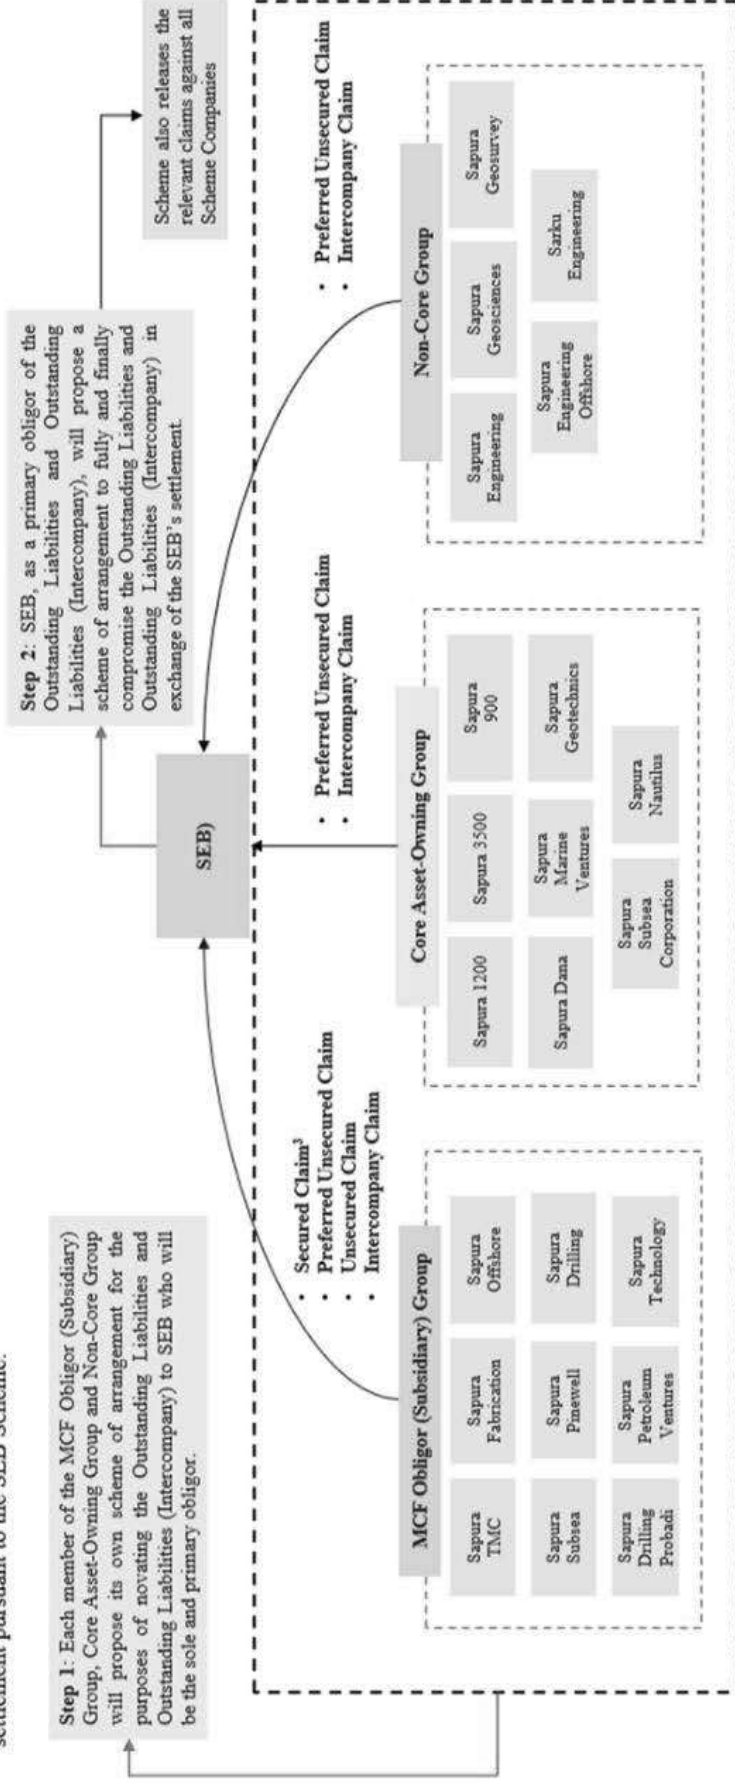 settlement pursuant to the SEB Scheme.
Step 1: Each member of the MCF Obligor (Subsidiary)
Group, Core Asset-Owning Group and Non-Core Group
will propose its own scheme of arrangement for the
purposes of novating the Outstanding Liabilities and
Outstanding Liabilities (Intercompany) to SEB who will
be the sole and primary obligor.
Step 2: SEB, as a primary obligor of the
Outstanding Liabilities and Outstanding
Liabilities (Intercompany), will propose a
scheme of arrangement to fully and finally
compromise the Outstanding Liabilities and
Outstanding Liabilities (Intercompany) in
exchange of the SEB's settlement.
Scheme also releases the
relevant claims against all
Scheme Companies
SEB)
• Secured Claim³
• Preferred Unsecured Claim
• Unsecured Claim
• Intercompany Claim
• Preferred Unsecured Claim
• Intercompany Claim
• Preferred Unsecured Claim
• Intercompany Claim
MCF Obligor (Subsidiary) Group
Sapura
TMC
Sapura
Fabrication
Sapura
Offshore
Sapura
Subsea
Sapura
Pinewell
Sapura
Drilling
Sapura
Drilling
Probadi
Sapura
Petroleum
Ventures
Sapura
Technology
Core Asset-Owning Group
Sapura 1200
Sapura 3500
Sapura
900
Sapura Dana
Sapura
Marine
Ventures
Sapura
Geotechnics
Sapura
Subsea
Corporation
Sapura
Nautilus
Non-Core Group
Sapura
Engineering
Sapura
Geosciences
Sapura
Geosurvey
Sapura
Engineering
Offshore
Sarku
Engineering